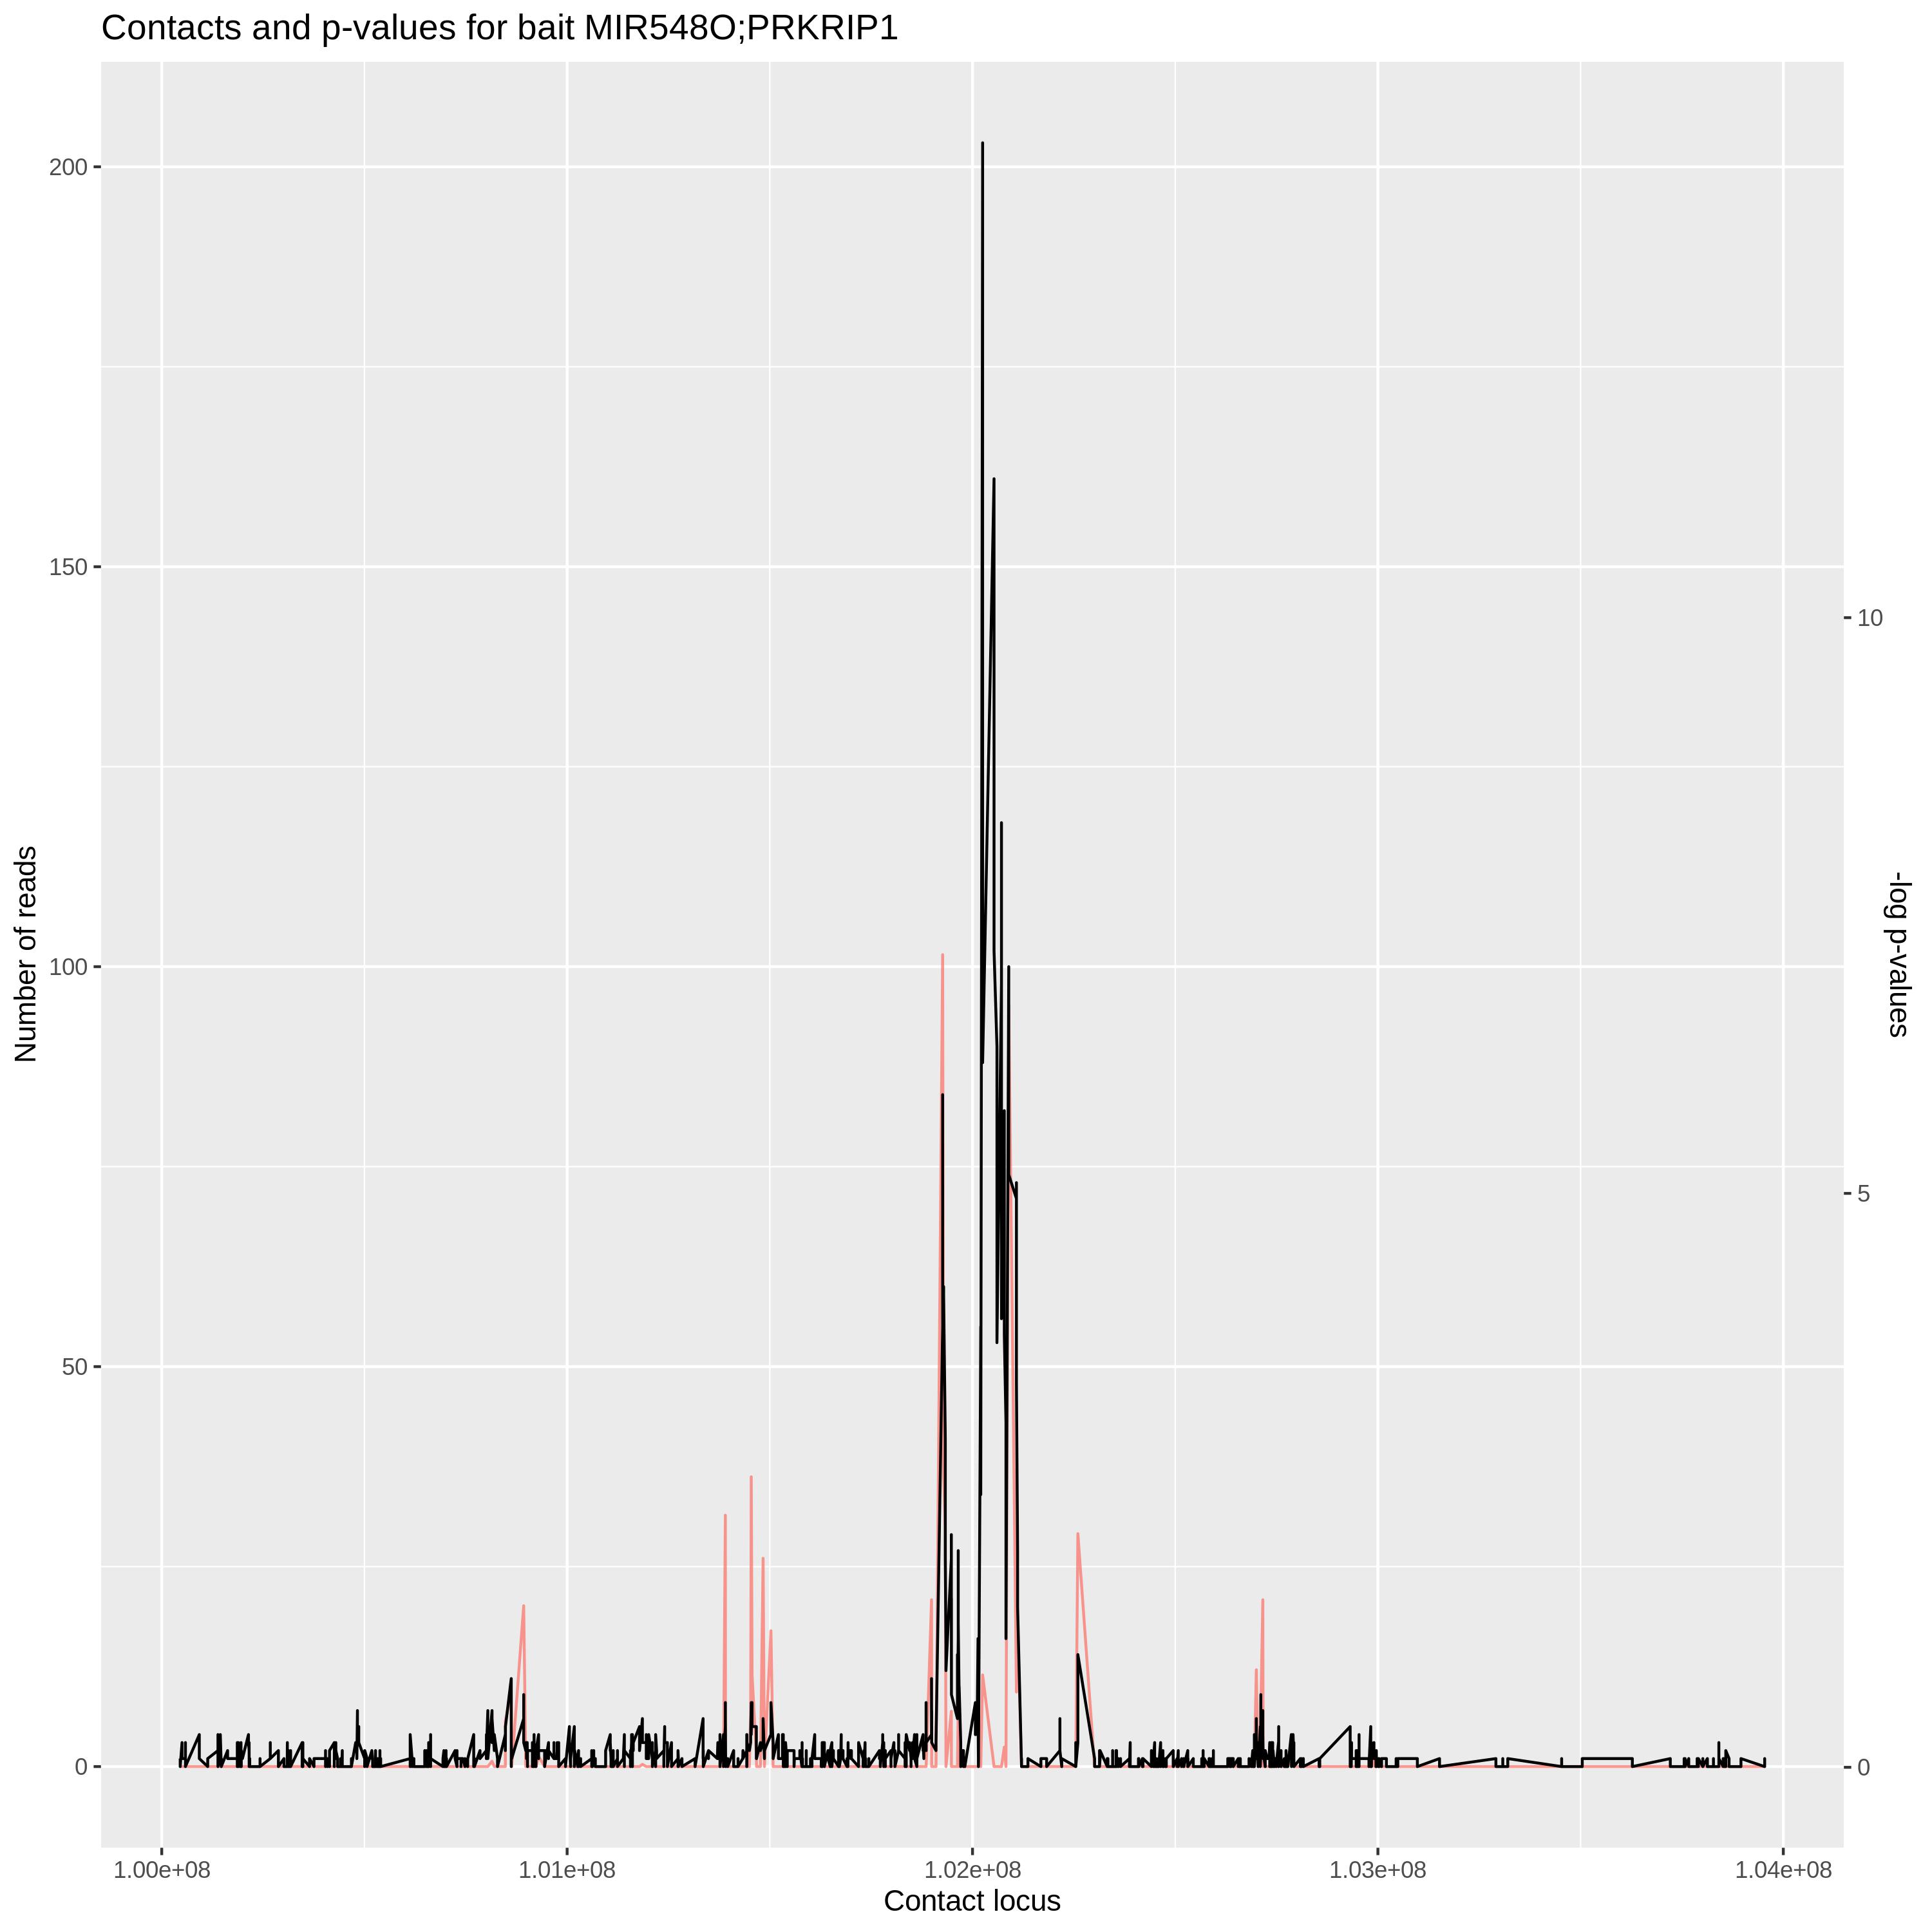 Contacts and p-values for bait MIR548O;PRKRIP1
200
150
100
50
0
Number of reads
10
5
0
-log p-values
1.00e+08
1.01e+08
1.02e+08
1.03e+08
1.04e+08
Contact locus